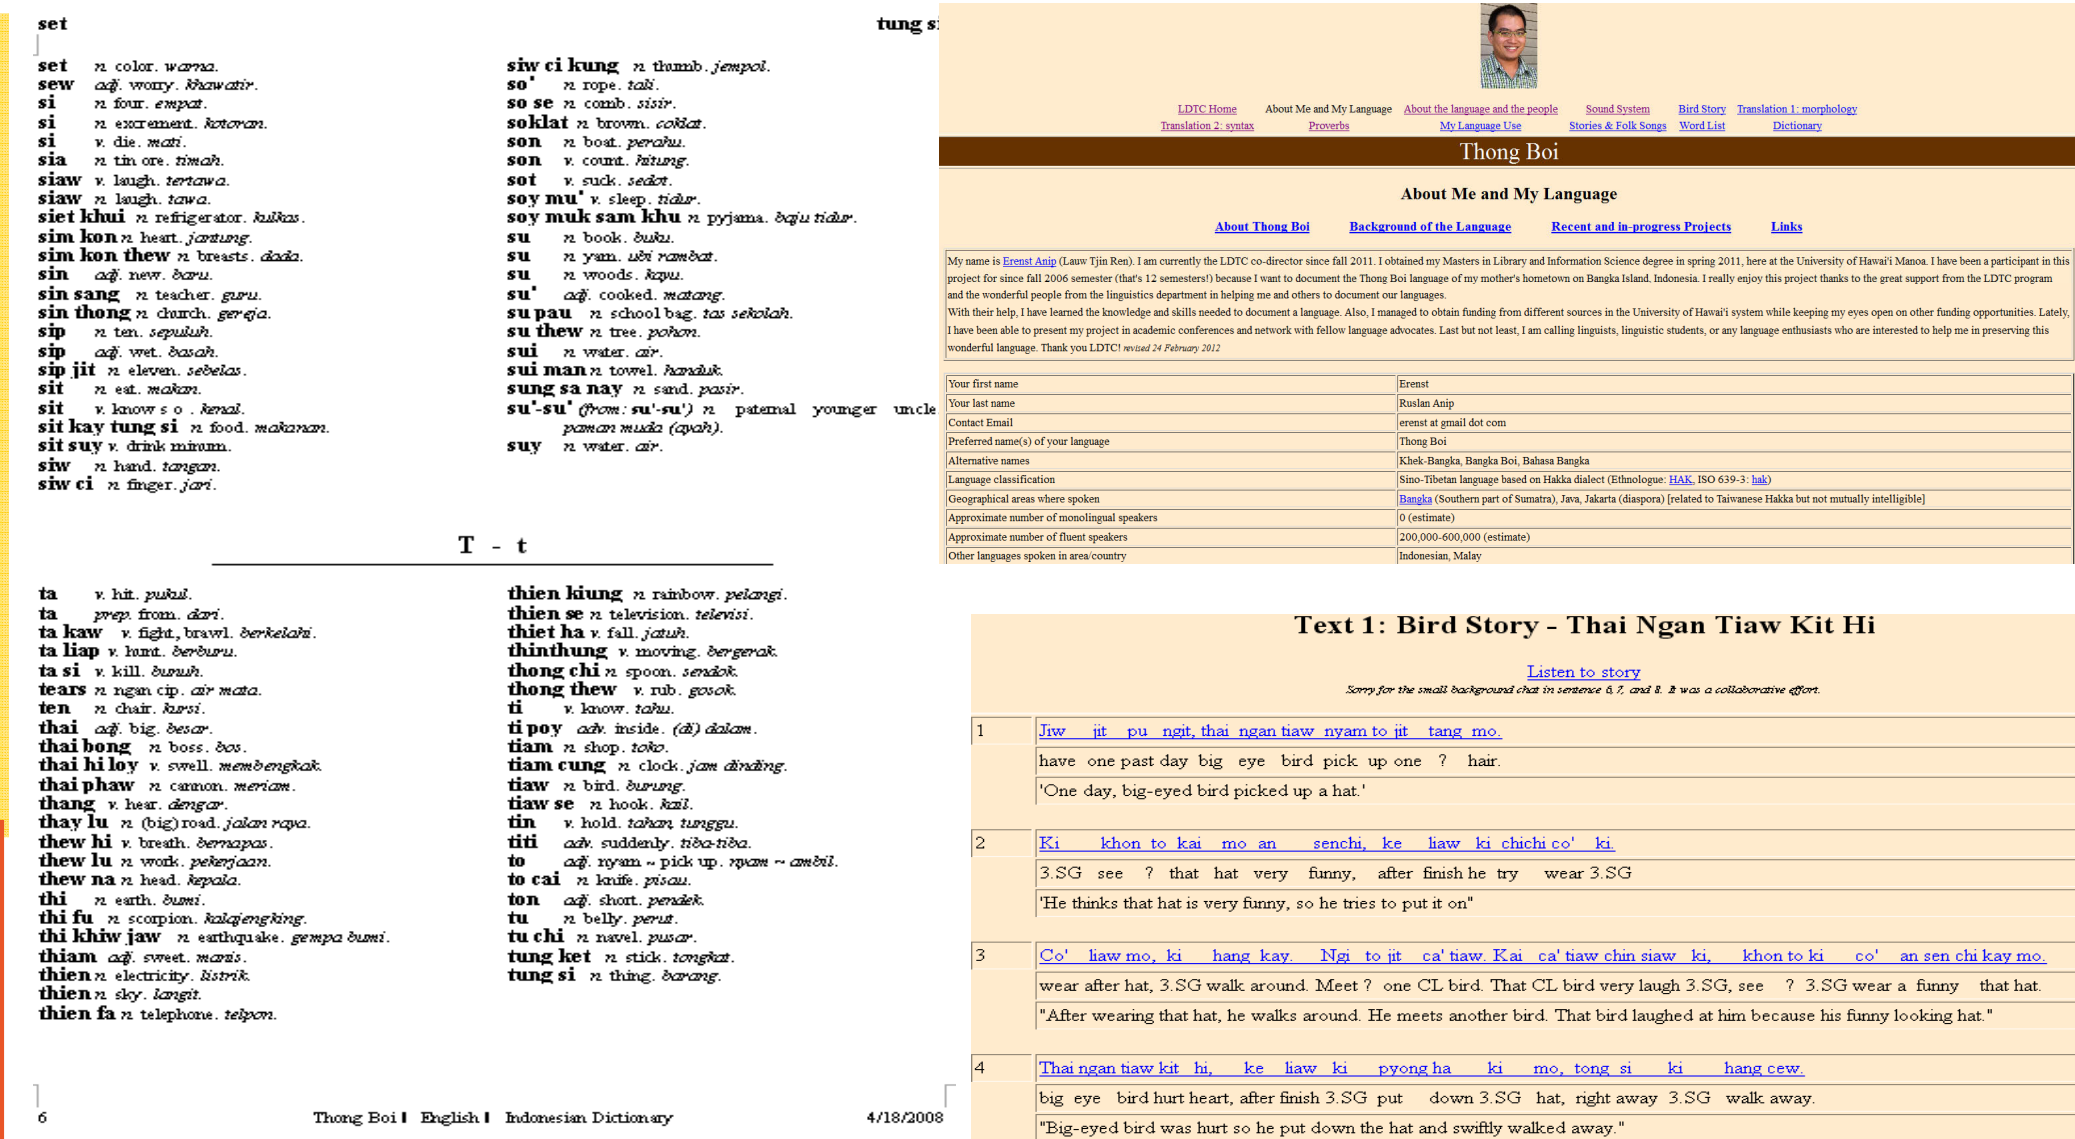 set
tung si
set n color. warna.
sew adj. worry. khawatir.
si n four. empat.
si n excrement. kotoran.
si v. die. mati.
sia n tin ore. timah.
siaw v. laugh. tertawa.
siaw n laugh. tawa.
siet khui n refrigerator. kulkas.
sim kon n heart. jantung.
sim kon thew n breasts. dada.
sin adj. new. baru.
sin sang n teacher. guru.
sin thong n church. gereja.
sip n ten. sepuluh.
sip adj. wet. basah.
sip jit n eleven. sebelas.
sit n eat. makan.
sit v. know s o . kenal.
sit kay tung si n food. makanan.
sit suy v. drink minum.
siw n hand. tangan.
siw ci n finger. jari.
siw ci kung n thumb. jempol.
so' n rope. tali.
so se n comb. sisir.
soklat n brown. coklat.
son n boat. perahu.
son v. count. hitung.
sot v. suck. sedot.
soy mu' v. sleep. tidur.
soy muk sam khu n pyjama. baju tidur.
su n book. buku.
su n yam. ubi rambat.
su n woods. kayu.
su' adj. cooked. matang.
su pau n school bag. tas sekolah.
su thew n tree. pohon.
sui n water. air.
sui man n towel. handuk.
sung sa nay n sand. pasir.
su'-su' (from: su'-su') n paternal younger uncle.
paman muda (ayah).
suy n water. air.
T - t
ta v. hit. pukul.
ta prep. from. dari.
ta kaw v. fight, brawl. berkelahi.
ta liap v. hunt. berburu.
ta si v. kill. bunuh.
tears n ngan cip. air mata.
ten n chair. kursi.
thai adj. big. besar.
thai bong n boss. bos.
thai hi loy v. swell. membengkak.
thai phaw n cannon. meriam.
thang v. hear. dengar.
thay lu n (big) road. jalan raya.
thew hi v. breath. bernapas.
thew lu n work. pekerjaan.
thew na n head. kepala.
thi n earth. bumi.
thi fu n scorpion. kalajengking.
thi khiw jaw n earthquake. gempa bumi.
thiam adj. sweet. manis.
thien n electricity. listrik.
thien n sky. langit.
thien fa n telephone. telpon.
thien kiung n rainbow. pelangi.
thien se n television. televisi.
thiet ha v. fall. jatuh.
thinthung v. moving. bergerak.
thong chi n spoon. sendok.
thong thew v. rub. gosok.
ti v. know. tahu.
ti poy adv. inside. (di) dalam.
tiam n shop. toko.
tiam cung n clock. jam dinding.
tiaw n bird. burung.
tiaw se n hook. kail.
tin v. hold. tahan, tunggu.
titi adv. suddenly. tiba-tiba.
to adj. nyam ~ pick up. nyam ~ ambil.
to cai n knife. pisau.
ton adj. short. pendek.
tu n belly. perut.
tu chi n navel. pusar.
tung ket n stick. tongkat.
tung si n thing. barang.
6 Thong Boi English Indonesian Dictionary 4/18/2008
LDTC Home About Me and My Language About the language and the people Sound System Bird Story Translation 1: morphology
Translation 2: syntax Proverbs My Language Use Stories & Folk Songs Word List Dictionary
Thong Boi
About Me and My Language
About Thong Boi Background of the Language Recent and in-progress Projects Links
My name is Erenst Anip (Lauw Tjin Ren). I am currently the LDTC co-director since fall 2011. I obtained my Masters in Library and Information Science degree in spring 2011, here at the University of Hawai'i Manoa. I have been a participant in this
project for since fall 2006 semester (that's 12 semesters!) because I want to document the Thong Boi language of my mother's hometown on Bangka Island, Indonesia. I really enjoy this project thanks to the great support from the LDTC program
and the wonderful people from the linguistics department in helping me and others to document our languages.
With their help, I have learned the knowledge and skills needed to document a language. Also, I managed to obtain funding from different sources in the University of Hawai'i system while keeping my eyes open on other funding opportunities. Lately,
I have been able to present my project in academic conferences and network with fellow language advocates. Last but not least, I am calling linguists, linguistic students, or any language enthusiasts who are interested to help me in preserving this
wonderful language. Thank you LDTC! revised 24 February 2012
Your first name Erenst
Your last name Ruslan Anip
Contact Email erenst at gmail dot com
Preferred name(s) of your language Thong Boi
Alternative names Khek-Bangka, Bangka Boi, Bahasa Bangka
Language classification Sino-Tibetan language based on Hakka dialect (Ethnologue: HAK, ISO 639-3: hak)
Geographical areas where spoken Bangka (Southern part of Sumatra), Java, Jakarta (diaspora) [related to Taiwanese Hakka but not mutually intelligible]
Approximate number of monolingual speakers 0 (estimate)
Approximate number of fluent speakers 200,000-600,000 (estimate)
Other languages spoken in area/country Indonesian, Malay
Text 1: Bird Story - Thai Ngan Tiaw Kit Hi
Listen to story
Sorry for the small background chat in sentence 6, 7, and 8. It was a collaborative effort.
1 Jiw jit pu ngit, thai ngan tiaw nyam to jit tang mo.
have one past day big eye bird pick up one ? hair.
'One day, big-eyed bird picked up a hat.'
2 Ki khon to kai mo an senchi, ke liaw ki chichi co' ki.
3.SG see ? that hat very funny, after finish he try wear 3.SG
'He thinks that hat is very funny, so he tries to put it on"
3 Co' liaw mo, ki hang kay. Ngi to jit ca' tiaw. Kai ca' tiaw chin siaw ki, khon to ki co' an sen chi kay mo.
wear after hat, 3.SG walk around. Meet ? one CL bird. That CL bird very laugh 3.SG, see ? 3.SG wear a funny that hat.
"After wearing that hat, he walks around. He meets another bird. That bird laughed at him because his funny looking hat."
4 Thai ngan tiaw kit hi, ke liaw ki pyong ha ki mo, tong si ki hang cew.
big eye bird hurt heart, after finish 3.SG put down 3.SG hat, right away 3.SG walk away.
"Big-eyed bird was hurt so he put down the hat and swiftly walked away."